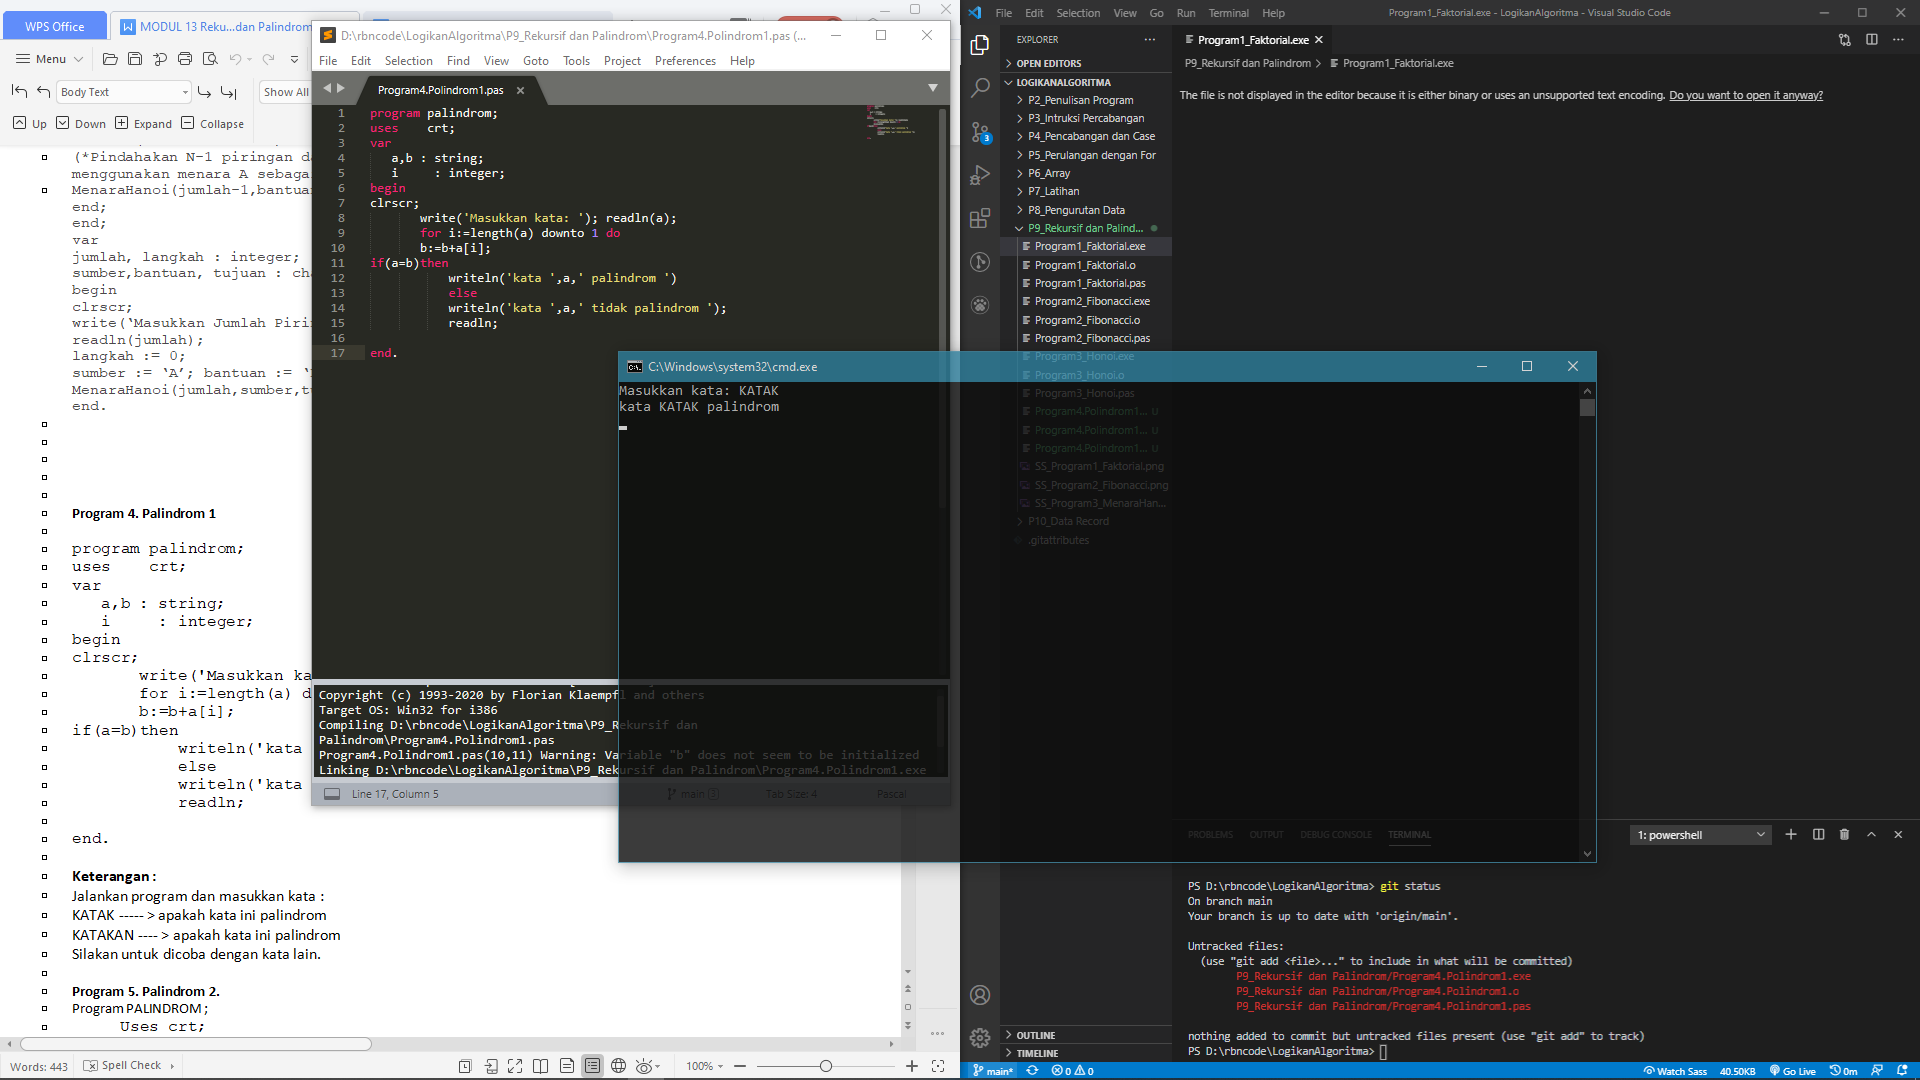 WPS Office
MODUL 13 Reku...dan Palindrom
Menu
Body Text
Show All
Up
Down
Expand
Collapse
(*Pindahakan N-1 piringan da
menggunakan menara A sebaga
MenaraHanoi(jumlah-1,bantuan
end;
end;
var
jumlah, langkah : integer;
sumber,bantuan, tujuan : cha
begin
clrscr;
write('Masukkan Jumlah Pirin
readln(jumlah);
langkah := 0;
sumber := 'A'; bantuan := '
MenaraHanoi(jumlah,sumber,tu
end.
Program 4. Palindrom 1
program palindrom;
uses crt;
var
a,b : string;
i : integer;
begin
clrscr;
write('Masukkan ka
for i:=length(a) d
b:=b+a[i];
if(a=b)then
writeln('kata
else
writeln('kata
readln;
end.
Keterangan :
Jalankan program dan masukkan kata :
KATAK ----- > apakah kata ini palindrom
KATAKAN ---- > apakah kata ini palindrom
Silakan untuk dicoba dengan kata lain.
Program 5. Palindrom 2.
Program PALINDROM;
Uses crt;
Words: 443
Spell Check
100%
D:\rbncode\LogikanAlgoritma\P9_Rekursif dan Palindrom\Program4.Polindrom1.pas (...
File Edit Selection Find View Goto Tools Project Preferences Help
Program4.Polindrom1.pas
1 program palindrom;
2 uses crt;
3 var
4 a,b : string;
5 i : integer;
6 begin
7 clrscr;
8 write('Masukkan kata: '); readln(a);
9 for i:=length(a) downto 1 do
10 b:=b+a[i];
11 if(a=b)then
12 writeln('kata ',a,' palindrom ')
13 else
14 writeln('kata ',a,' tidak palindrom ');
15 readln;
16
17 end.
Copyright (c) 1993-2020 by Florian Klaempfl and others
Target OS: Win32 for i386
Compiling D:\rbncode\LogikanAlgoritma\P9_Rekursif dan
Palindrom\Program4.Polindrom1.pas
Program4.Polindrom1.pas(10,11) Warning: Variable "b" does not seem to be initialized
Linking D:\rbncode\LogikanAlgoritma\P9_Rekursif dan Palindrom\Program4.Polindrom1.exe
Line 17, Column 5
main
Tab Size: 4
Pascal
C:\Windows\system32\cmd.exe
Masukkan kata: KATAK
kata KATAK palindrom
File Edit Selection View Go Run Terminal Help
Program1_Faktorial.exe - LogikanAlgoritma - Visual Studio Code
EXPLORER
OPEN EDITORS
LOGIKANALGORITMA
P2_Penulisan Program
P3_Intruksi Percabangan
P4_Pencabangan dan Case
P5_Perulangan dengan For
P6_Array
P7_Latihan
P8_Pengurutan Data
P9_Rekursif dan Palind...
Program1_Faktorial.exe
Program1_Faktorial.o
Program1_Faktorial.pas
Program2_Fibonacci.exe
Program2_Fibonacci.o
Program2_Fibonacci.pas
Program3_Honoi.exe
Program3_Honoi.o
Program3_Honoi.pas
Program4.Polindrom1... U
Program4.Polindrom1... U
Program4.Polindrom1... U
SS_Program1_Faktorial.png
SS_Program2_Fibonacci.png
SS_Program3_MenaraHan...
P10_Data Record
.gitattributes
OUTLINE
TIMELINE
3
Program1_Faktorial.exe
P9_Rekursif dan Palindrom > Program1_Faktorial.exe
The file is not displayed in the editor because it is either binary or uses an unsupported text encoding. Do you want to open it anyway?
PROBLEMS OUTPUT DEBUG CONSOLE TERMINAL
1: powershell
PS D:\rbncode\LogikanAlgoritma> git status
On branch main
Your branch is up to date with 'origin/main'.
Untracked files:
(use "git add <file>..." to include in what will be committed)
P9_Rekursif dan Palindrom/Program4.Polindrom1.exe
P9_Rekursif dan Palindrom/Program4.Polindrom1.o
P9_Rekursif dan Palindrom/Program4.Polindrom1.pas
nothing added to commit but untracked files present (use "git add" to track)
PS D:\rbncode\LogikanAlgoritma>
main*
0 0
Watch Sass
40.50KB
Go Live
0m